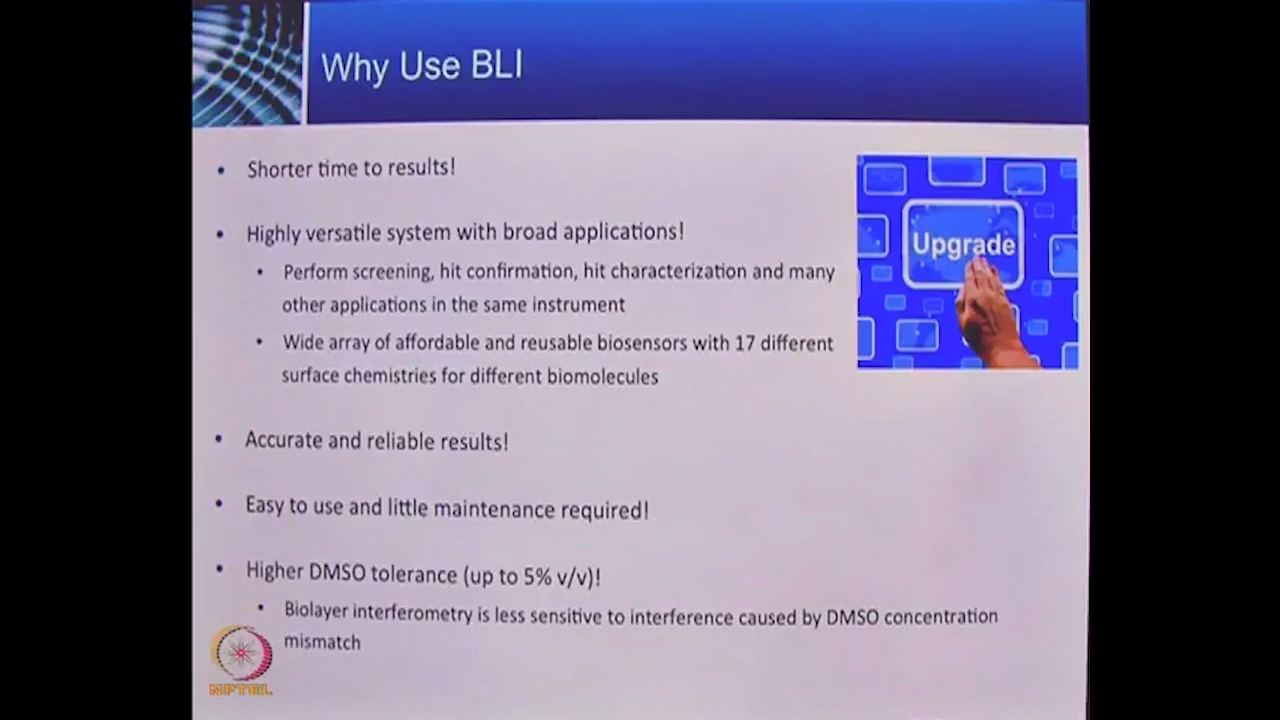 Why Use BLI
• Shorter time to results!
• Highly versatile system with broad applications!
• Perform screening, hit confirmation, hit characterization and many
other applications in the same instrument
• Wide array of affordable and reusable biosensors with 17 different
surface chemistries for different biomolecules
Upgrade
• Accurate and reliable results!
• Easy to use and little maintenance required!
• Higher DMSO tolerance (up to 5% v/v)!
• Biolayer interferometry is less sensitive to interference caused by DMSO concentration
mismatch
NPTEL